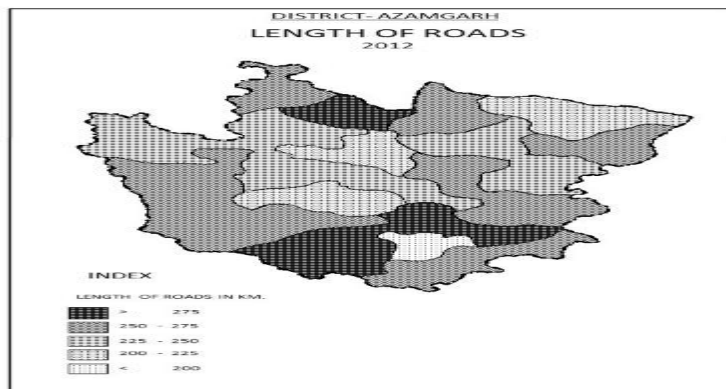 DISTRICT- AZAMGARH
LENGTH OF ROADS
2012
INDEX
LENGTH OF ROADS IN KM.
> 275
250 - 275
225 - 250
200 - 225
< 200